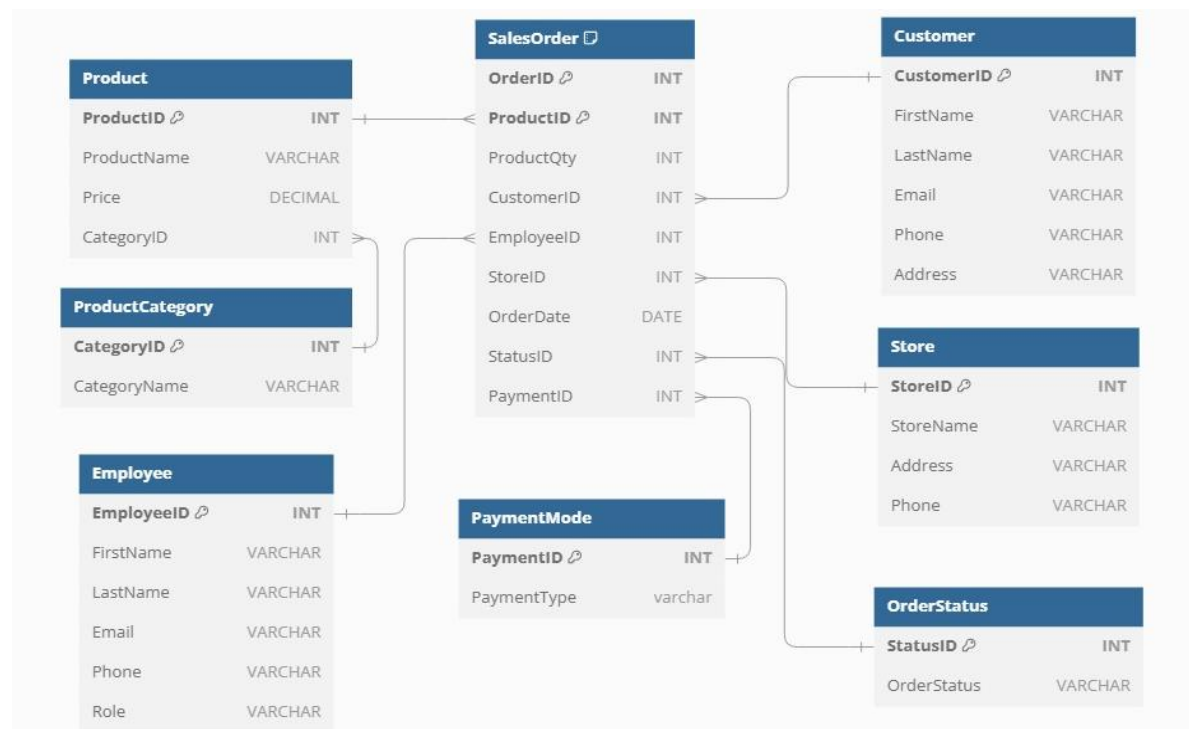 Product
ProductID INT
ProductName VARCHAR
Price DECIMAL
CategoryID INT
ProductCategory
CategoryID INT
CategoryName VARCHAR
Employee
EmployeeID INT
FirstName VARCHAR
LastName VARCHAR
Email VARCHAR
Phone VARCHAR
Role VARCHAR
SalesOrder
OrderID INT
ProductID INT
ProductQty INT
CustomerID INT
EmployeeID INT
StoreID INT
OrderDate DATE
StatusID INT
PaymentID INT
PaymentMode
PaymentID INT
PaymentType varchar
Customer
CustomerID INT
FirstName VARCHAR
LastName VARCHAR
Email VARCHAR
Phone VARCHAR
Address VARCHAR
Store
StoreID INT
StoreName VARCHAR
Address VARCHAR
Phone VARCHAR
OrderStatus
StatusID INT
OrderStatus VARCHAR